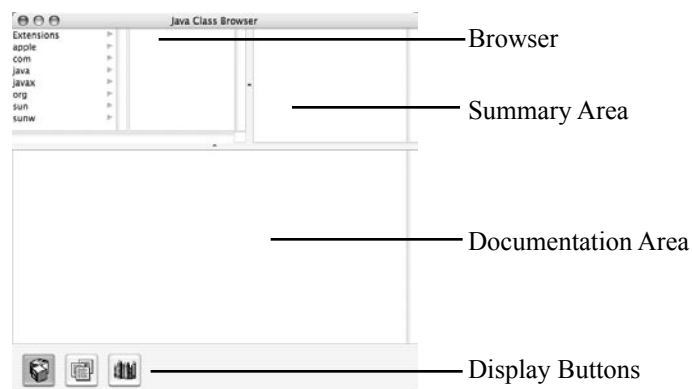 Java Class Browser
Extensions
apple
com
java
javax
org
sun
sunw
Browser
Summary Area
Documentation Area
Display Buttons